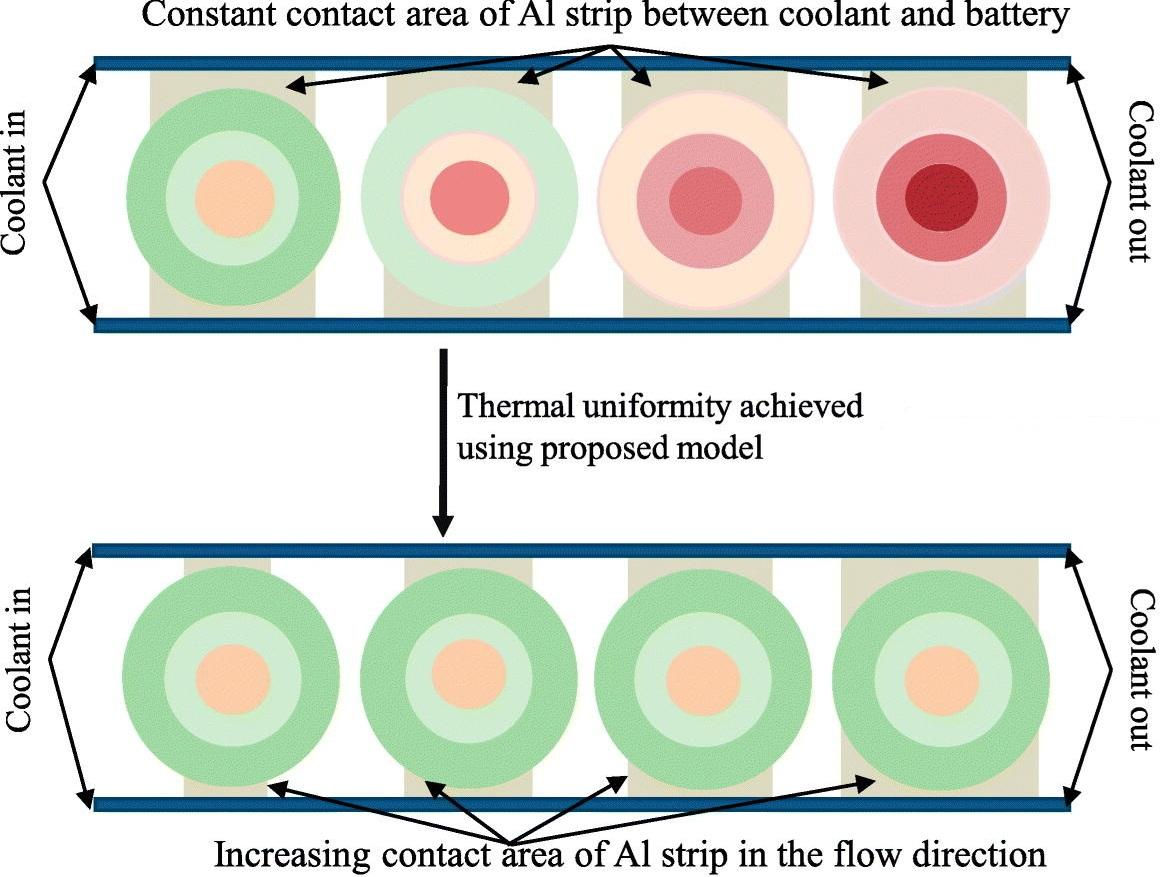 Constant contact area of Al strip between coolant and battery
Coolant in
Coolant out
Thermal uniformity achieved
using proposed model
Coolant in
Coolant out
Increasing contact area of Al strip in the flow direction